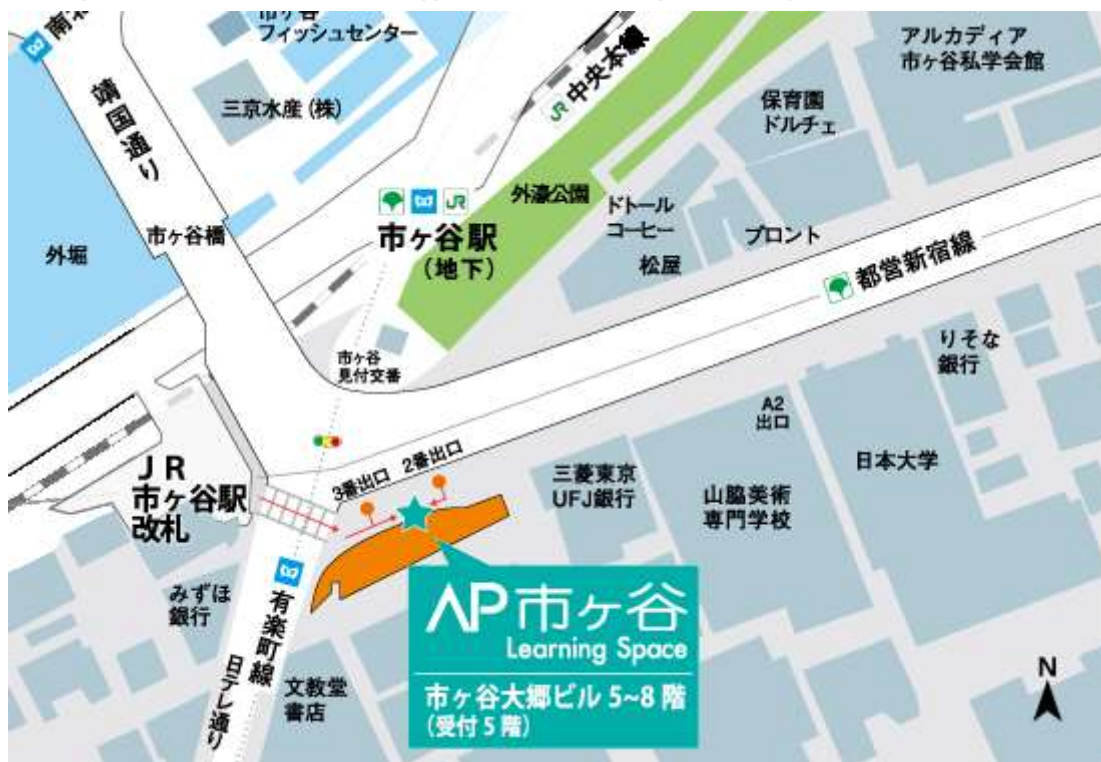 南北
市ヶ谷
フィッシュセンター
アルカディア
市ヶ谷私学会館
靖国通り
三京水産(株)
JR 中央本線
保育園
ドルチェ
外濠公園
ドトール
コーヒー
松屋
プロント
JR
市ヶ谷駅
(地下)
市ヶ谷橋
外堀
都営新宿線
市ヶ谷
見付交番
りそな
銀行
A2
出口
日本大学
3番出口
2番出口
三菱東京
UFJ銀行
山脇美術
専門学校
JR
市ヶ谷駅
改札
みずほ
銀行
有楽町線
日テレ通り
文教堂
書店
AP市ヶ谷
Learning Space
市ヶ谷大郷ビル 5~8 階
(受付 5 階)
N